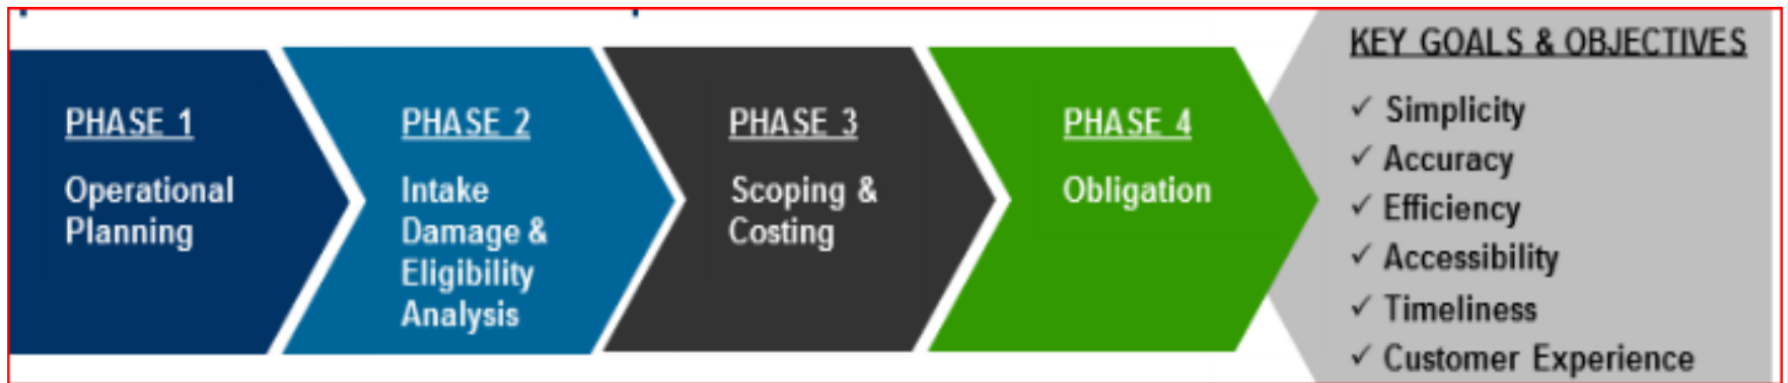 PHASE 1
Operational
Planning
PHASE 2
Intake
Damage &
Eligibility
Analysis
PHASE 3
Scoping &
Costing
PHASE 4
Obligation
KEY GOALS & OBJECTIVES
✓ Simplicity
✓ Accuracy
✓ Efficiency
✓ Accessibility
✓ Timeliness
✓ Customer Experience